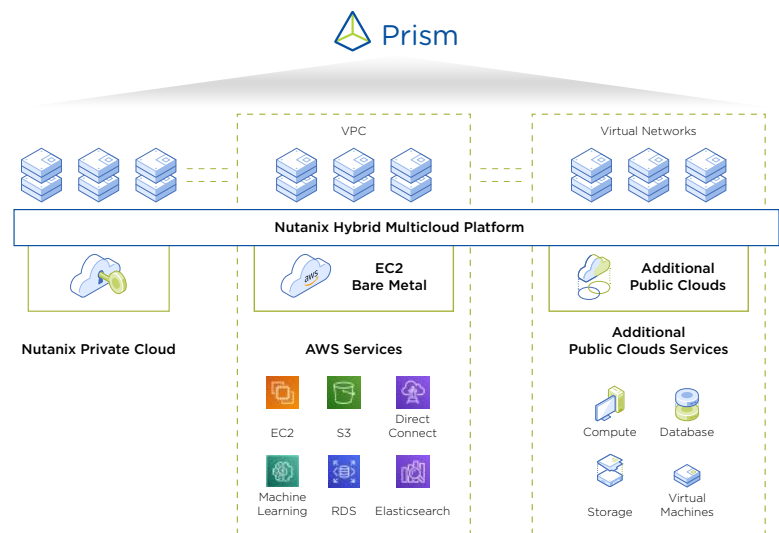 Prism
VPC
Virtual Networks
Nutanix Hybrid Multicloud Platform
aws
EC2
Bare Metal
Additional
Public Clouds
Nutanix Private Cloud
AWS Services
Additional
Public Clouds Services
EC2
S3
Direct
Connect
Compute
Database
Machine
Learning
RDS
Elasticsearch
Storage
Virtual
Machines